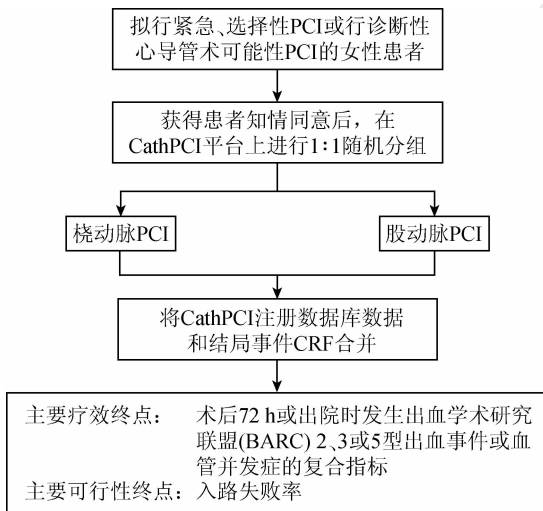 拟行紧急、选择性PCI或行诊断性
心导管术可能性PCI的女性患者
获得患者知情同意后，在
CathPCI平台上进行1∶1随机分组
桡动脉PCI
股动脉PCI
将CathPCI注册数据库数据
和结局事件CRF合并
主要疗效终点： 术后72 h或出院时发生出血学术研究
联盟(BARC) 2、3或5型出血事件或血
管并发症的复合指标
主要可行性终点：入路失败率